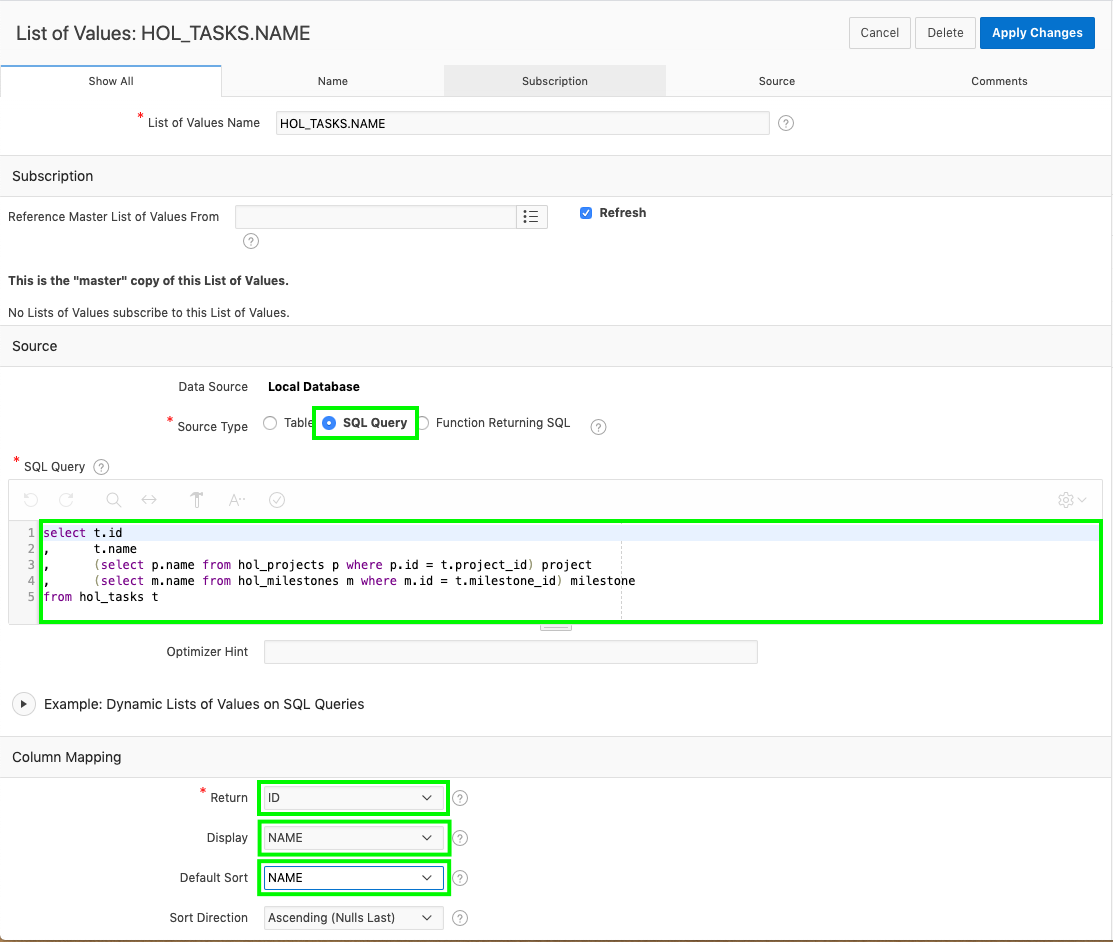 List of Values: HOL_TASKS.NAME
Cancel Delete Apply Changes
Show All Name Subscription Source Comments
* List of Values Name HOL_TASKS.NAME ?
Subscription
Reference Master List of Values From Refresh
?
This is the "master" copy of this List of Values.
No Lists of Values subscribe to this List of Values.
Source
Data Source Local Database
* Source Type Table SQL Query Function Returning SQL ?
* SQL Query ?
A··
1 select t.id
2 ,      t.name
3 ,      (select p.name from hol_projects p where p.id = t.project_id) project
4 ,      (select m.name from hol_milestones m where m.id = t.milestone_id) milestone
5 from hol_tasks t
Optimizer Hint
Example: Dynamic Lists of Values on SQL Queries
Column Mapping
* Return ID ?
Display NAME ?
Default Sort NAME ?
Sort Direction Ascending (Nulls Last) ?